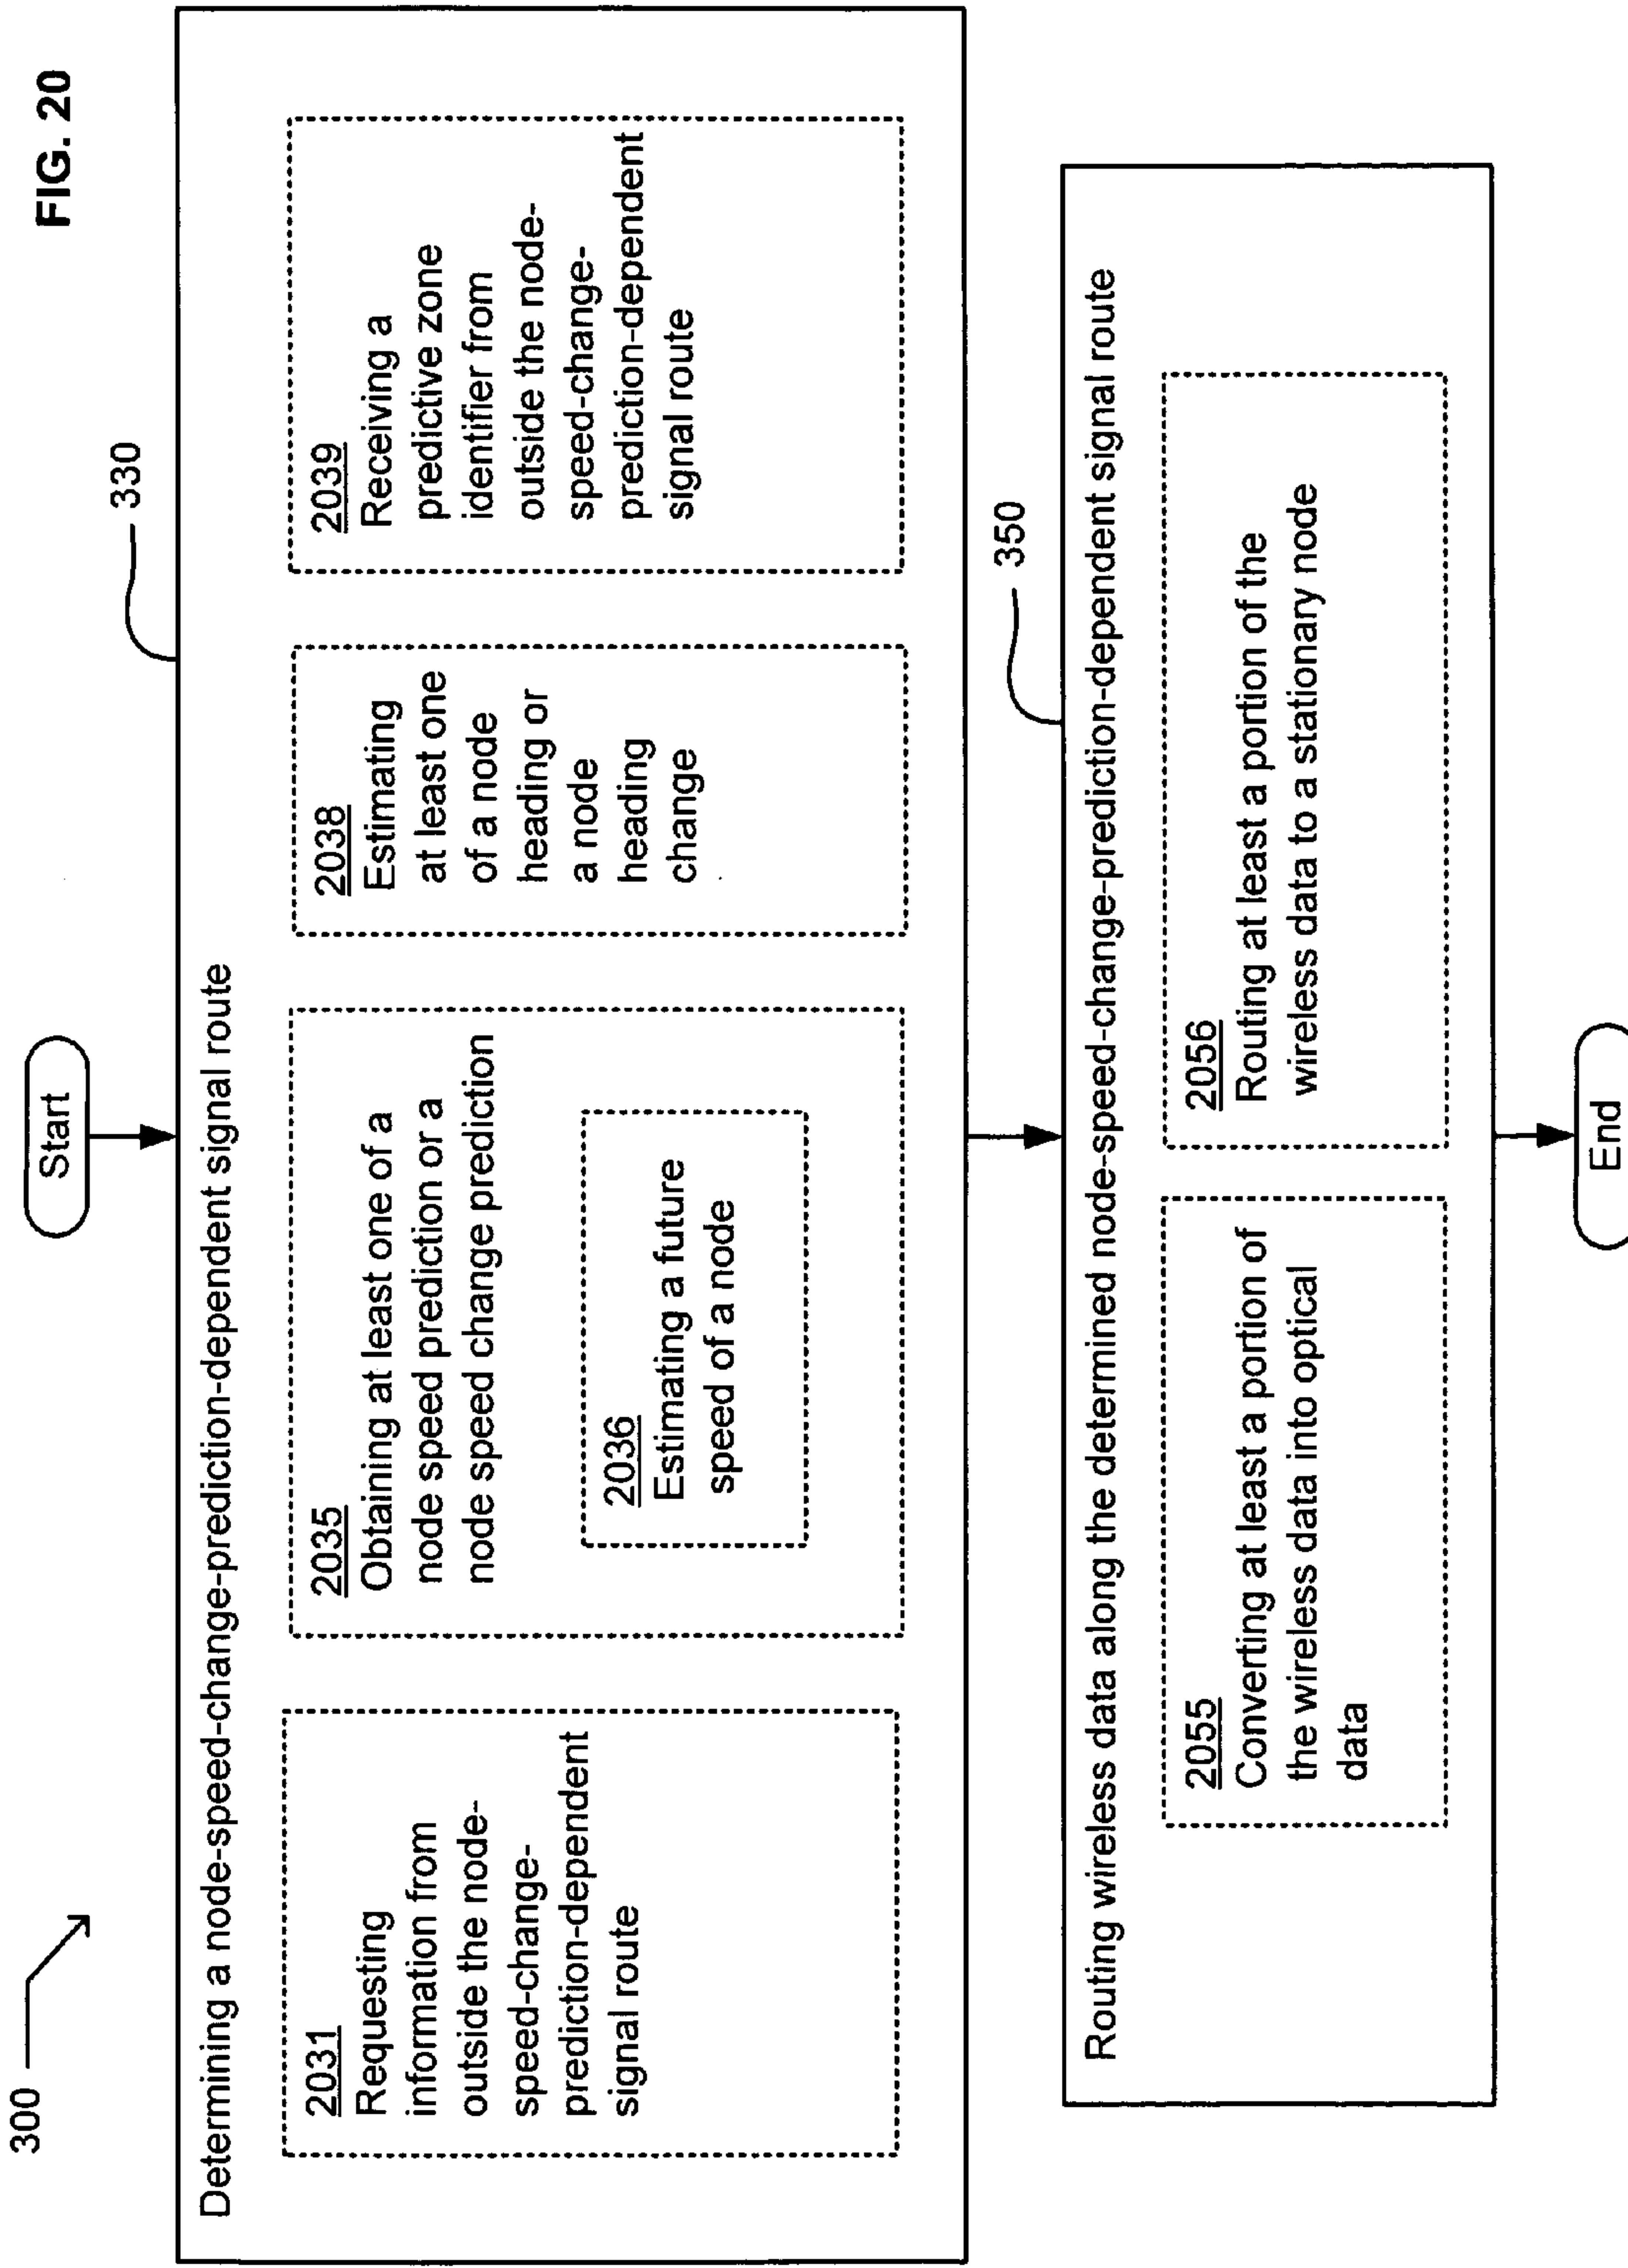 FIG. 20
300
Start
330
Determining a node-speed-change-prediction-dependent signal route
2031
Requesting
information from
outside the node-
speed-change-
prediction-dependent
signal route
2035
Obtaining at least one of a
node speed prediction or a
node speed change prediction
2036
Estimating a future
speed of a node
2038
Estimating
at least one
of a node
heading or
a node
heading
change
2039
Receiving a
predictive zone
identifier from
outside the node-
speed-change-
prediction-dependent
signal route
350
Routing wireless data along the determined node-speed-change-prediction-dependent signal route
2055
Converting at least a portion of
the wireless data into optical
data
2056
Routing at least a portion of the
wireless data to a stationary node
End